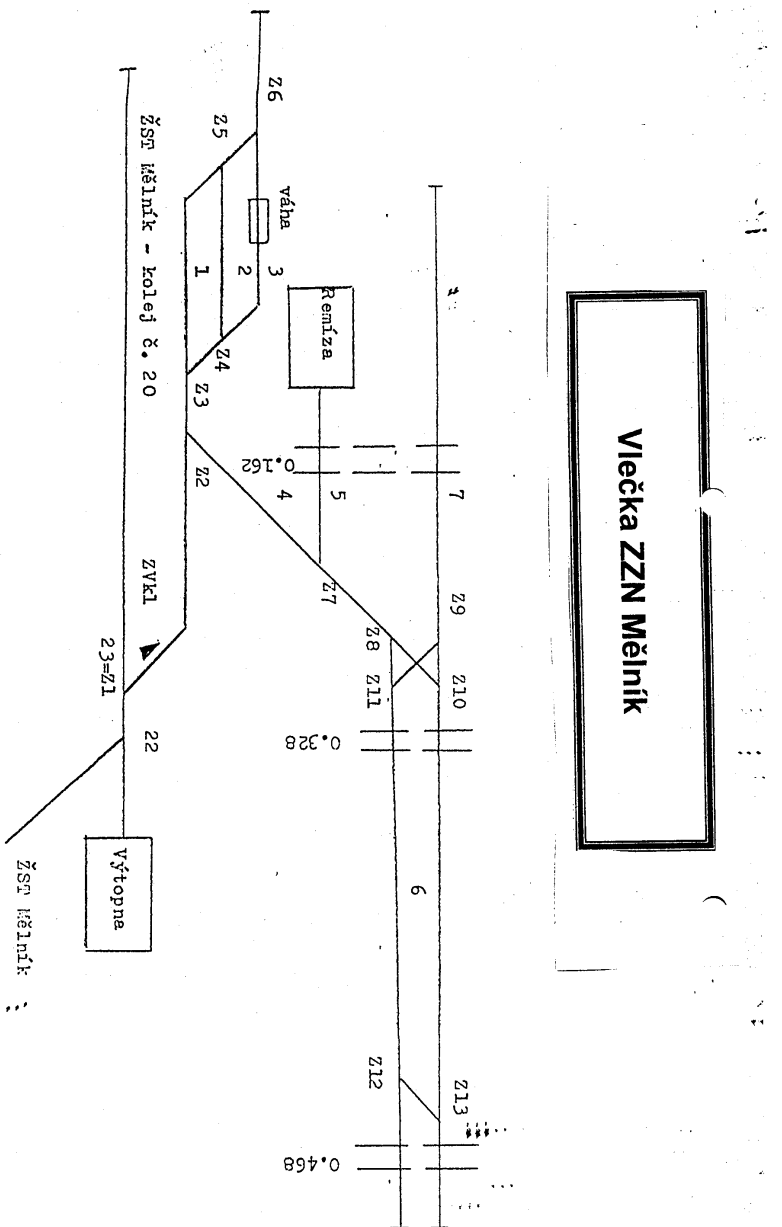 Vlečka ZZN Mělník
7
Z9
Z10
Z13
6
0.162
0.328
0.468
Z8
Z11
Z12
Remíza
5
4
Z7
Z6
váha
3
2
1
Z5
Z4
Z3
Z2
ZVk1
ŽST Mělník - kolej č. 20
23=Z1
22
Výtopna
ŽST Mělník